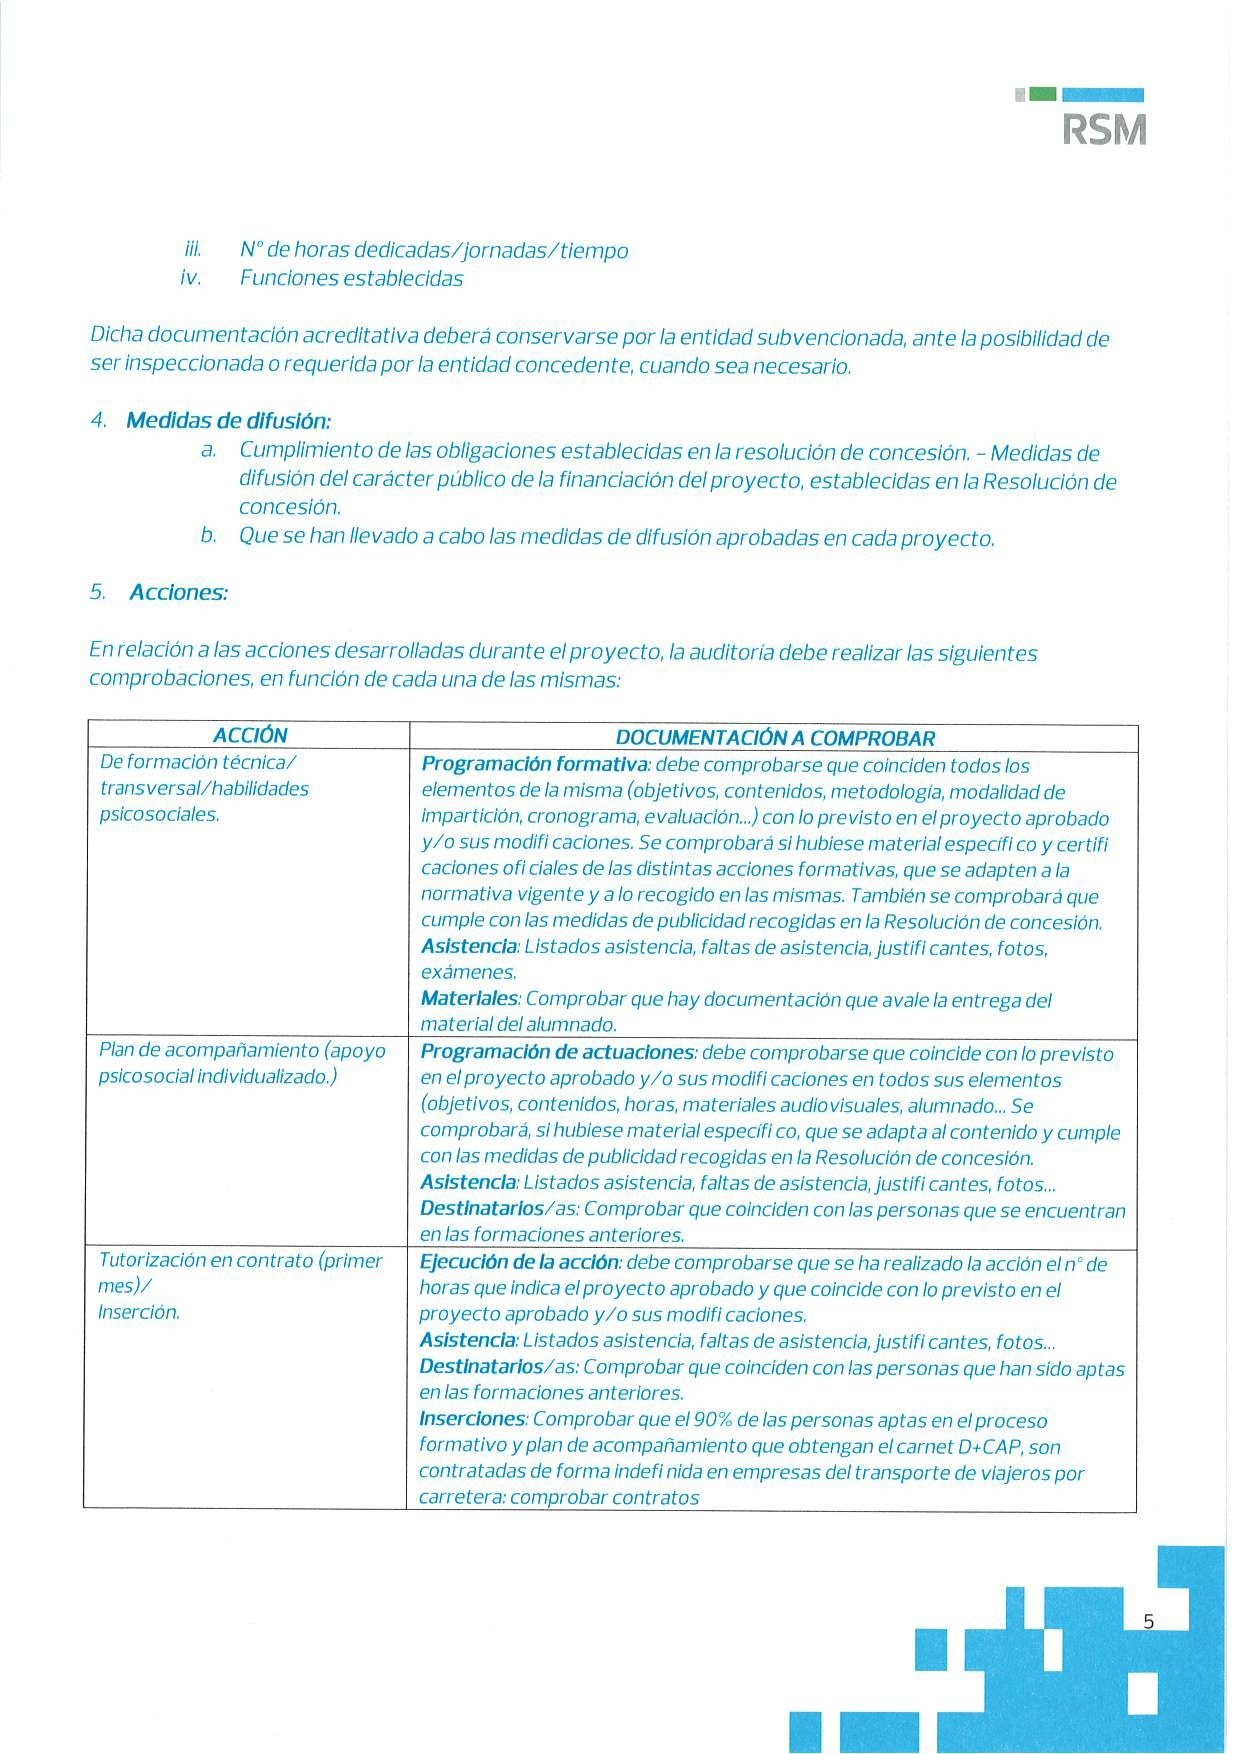 RSM
iii. Nº de horas dedicadas/jornadas/tiempo
iv. Funciones establecidas
Dicha documentación acreditativa deberá conservarse por la entidad subvencionada, ante la posibilidad de
ser inspeccionada o requerida por la entidad concedente, cuando sea necesario.
4. Medidas de difusión:
a. Cumplimiento de las obligaciones establecidas en la resolución de concesión. – Medidas de
difusión del carácter público de la financiación del proyecto, establecidas en la Resolución de
concesión.
b. Que se han llevado a cabo las medidas de difusión aprobadas en cada proyecto.
5. Acciones:
En relación a las acciones desarrolladas durante el proyecto, la auditoría debe realizar las siguientes
comprobaciones, en función de cada una de las mismas:
ACCIÓN
DOCUMENTACIÓN A COMPROBAR
De formación técnica/
transversal/habilidades
psicosociales.
Programación formativa: debe comprobarse que coinciden todos los
elementos de la misma (objetivos, contenidos, metodología, modalidad de
impartición, cronograma, evaluación...) con lo previsto en el proyecto aprobado
y/o sus modifi caciones. Se comprobará si hubiese material específi co y certifi
caciones ofi ciales de las distintas acciones formativas, que se adapten a la
normativa vigente y a lo recogido en las mismas. También se comprobará que
cumple con las medidas de publicidad recogidas en la Resolución de concesión.
Asistencia: Listados asistencia, faltas de asistencia, justifi cantes, fotos,
exámenes.
Materiales: Comprobar que hay documentación que avale la entrega del
material del alumnado.
Plan de acompañamiento (apoyo
psicosocial individualizado.)
Programación de actuaciones: debe comprobarse que coincide con lo previsto
en el proyecto aprobado y/o sus modifi caciones en todos sus elementos
(objetivos, contenidos, horas, materiales audiovisuales, alumnado... Se
comprobará, si hubiese material específi co, que se adapta al contenido y cumple
con las medidas de publicidad recogidas en la Resolución de concesión.
Asistencia: Listados asistencia, faltas de asistencia, justifi cantes, fotos...
Destinatarios/as: Comprobar que coinciden con las personas que se encuentran
en las formaciones anteriores.
Tutorización en contrato (primer
mes)/
Inserción.
Ejecución de la acción: debe comprobarse que se ha realizado la acción el nº de
horas que indica el proyecto aprobado y que coincide con lo previsto en el
proyecto aprobado y/o sus modifi caciones.
Asistencia: Listados asistencia, faltas de asistencia, justifi cantes, fotos...
Destinatarios/as: Comprobar que coinciden con las personas que han sido aptas
en las formaciones anteriores.
Inserciones: Comprobar que el 90% de las personas aptas en el proceso
formativo y plan de acompañamiento que obtengan el carnet D+CAP, son
contratadas de forma indefi nida en empresas del transporte de viajeros por
carretera: comprobar contratos
5